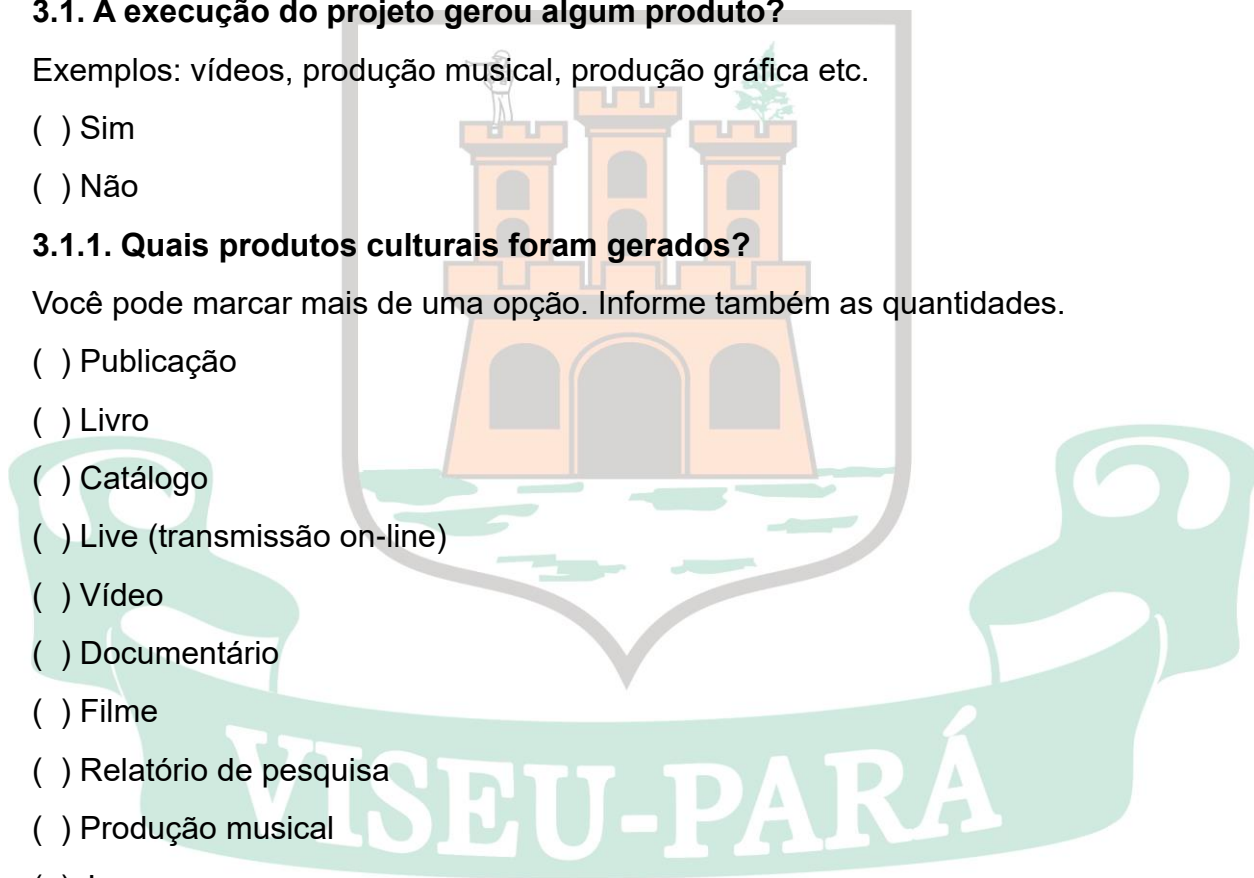 3.1. A execução do projeto gerou algum produto?
Exemplos: vídeos, produção musical, produção gráfica etc.
( ) Sim
( ) Não
3.1.1. Quais produtos culturais foram gerados?
Você pode marcar mais de uma opção. Informe também as quantidades.
( ) Publicação
( ) Livro
( ) Catálogo
( ) Live (transmissão on-line)
( ) Vídeo
( ) Documentário
( ) Filme
( ) Relatório de pesquisa
( ) Produção musical
VISEU-PARÁ